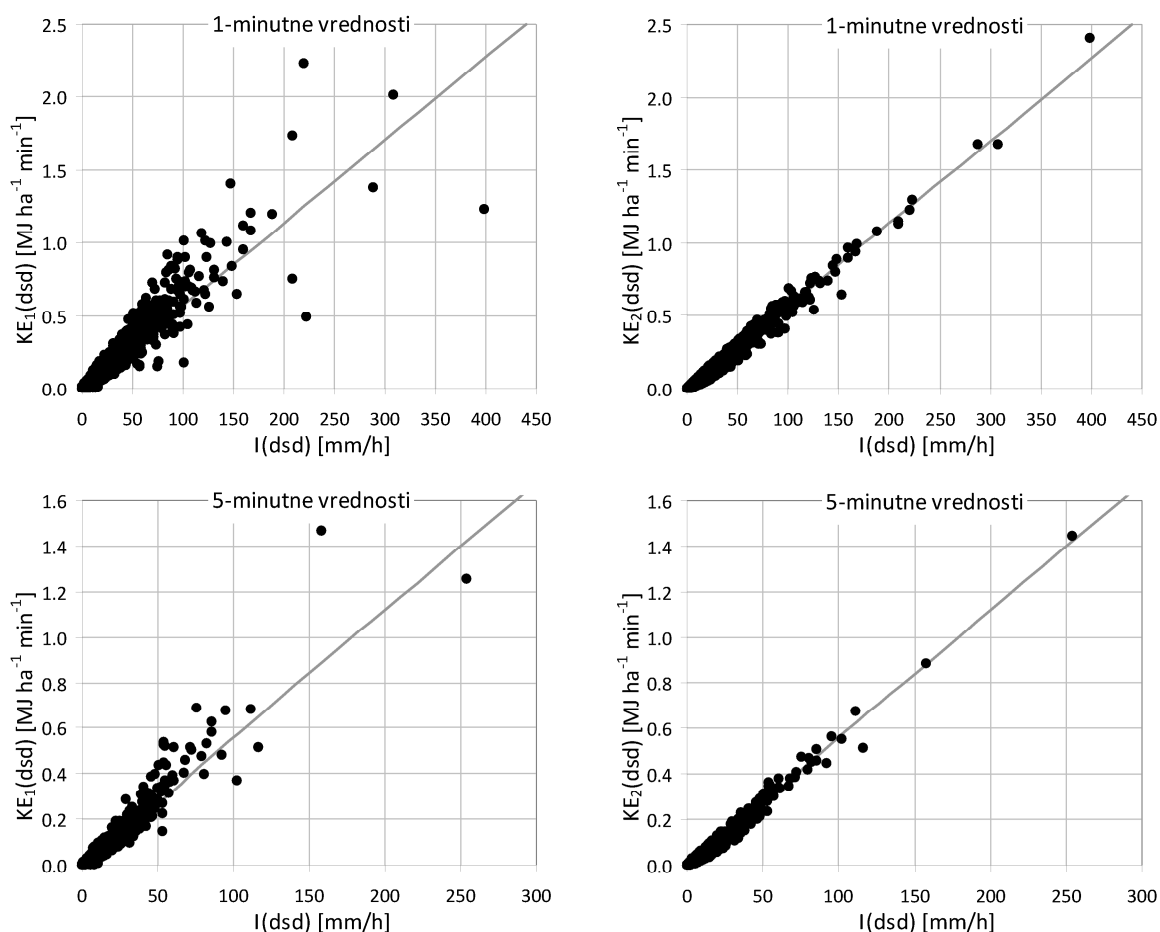 1-minutne vrednosti
KE₁(dsd) [MJ ha⁻¹ min⁻¹]
2.5
2.0
1.5
1.0
0.5
0.0
0 50 100 150 200 250 300 350 400 450
I(dsd) [mm/h]
1-minutne vrednosti
KE₂(dsd) [MJ ha⁻¹ min⁻¹]
2.5
2.0
1.5
1.0
0.5
0.0
0 50 100 150 200 250 300 350 400 450
I(dsd) [mm/h]
5-minutne vrednosti
KE₁(dsd) [MJ ha⁻¹ min⁻¹]
1.6
1.4
1.2
1.0
0.8
0.6
0.4
0.2
0.0
0 50 100 150 200 250 300
I(dsd) [mm/h]
5-minutne vrednosti
KE₂(dsd) [MJ ha⁻¹ min⁻¹]
1.6
1.4
1.2
1.0
0.8
0.6
0.4
0.2
0.0
0 50 100 150 200 250 300
I(dsd) [mm/h]